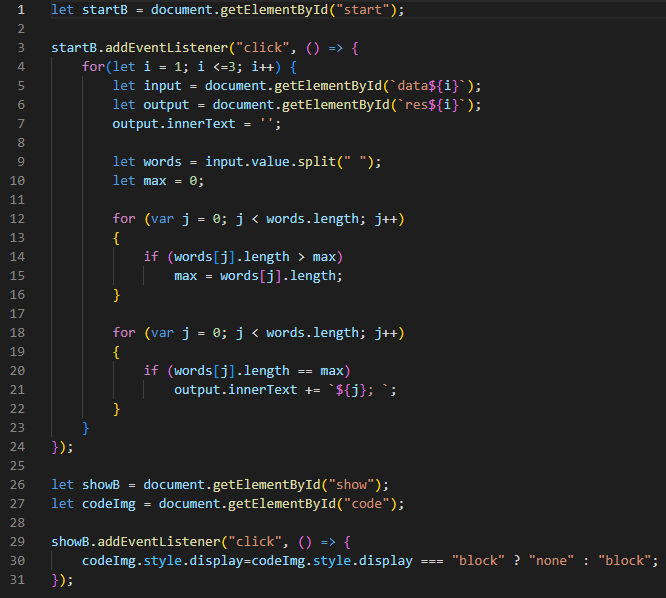 1 let startB = document.getElementById("start");
2
3 startB.addEventListener("click", () => {
4     for(let i = 1; i <=3; i++) {
5         let input = document.getElementById(`data${i}`);
6         let output = document.getElementById(`res${i}`);
7         output.innerText = '';
8
9         let words = input.value.split(" ");
10         let max = 0;
11
12         for (var j = 0; j < words.length; j++)
13         {
14             if (words[j].length > max)
15                 max = words[j].length;
16         }
17
18         for (var j = 0; j < words.length; j++)
19         {
20             if (words[j].length == max)
21                 output.innerText += `${j}; `;
22         }
23     }
24 });
25
26 let showB = document.getElementById("show");
27 let codeImg = document.getElementById("code");
28
29 showB.addEventListener("click", () => {
30     codeImg.style.display=codeImg.style.display === "block" ? "none" : "block";
31 });